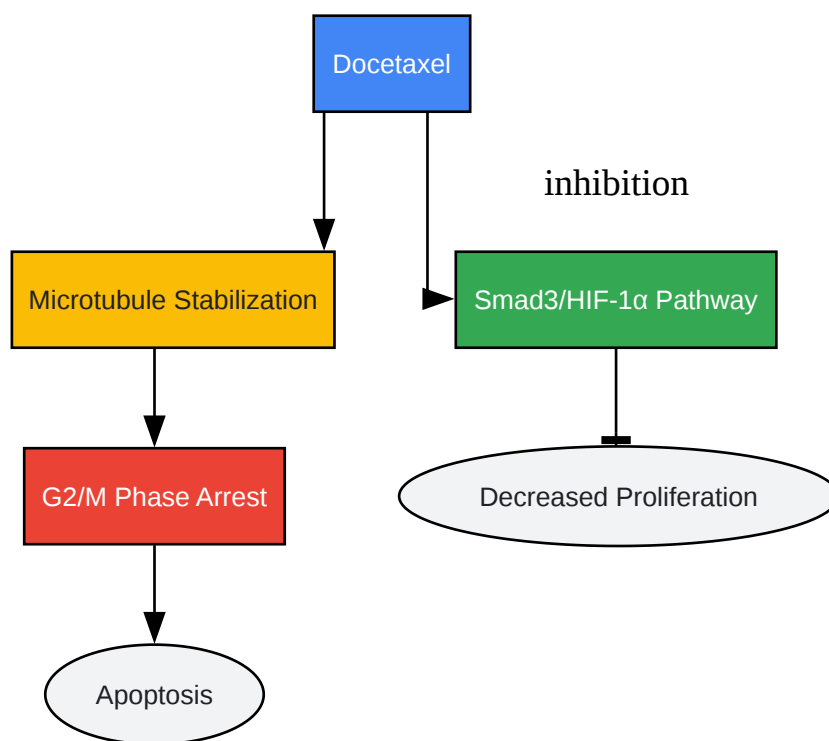 Docetaxel
inhibition
Microtubule Stabilization
Smad3/HIF-1α Pathway
G2/M Phase Arrest
Decreased Proliferation
Apoptosis